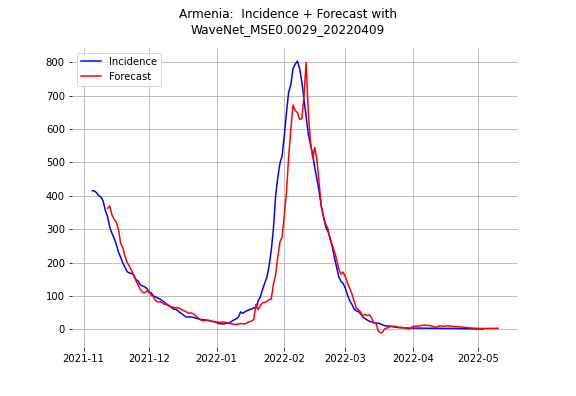 Armenia:  Incidence + Forecast with
WaveNet_MSE0.0029_20220409
Incidence
Forecast
800
700
600
500
400
300
200
100
0
2021-11 2021-12 2022-01 2022-02 2022-03 2022-04 2022-05